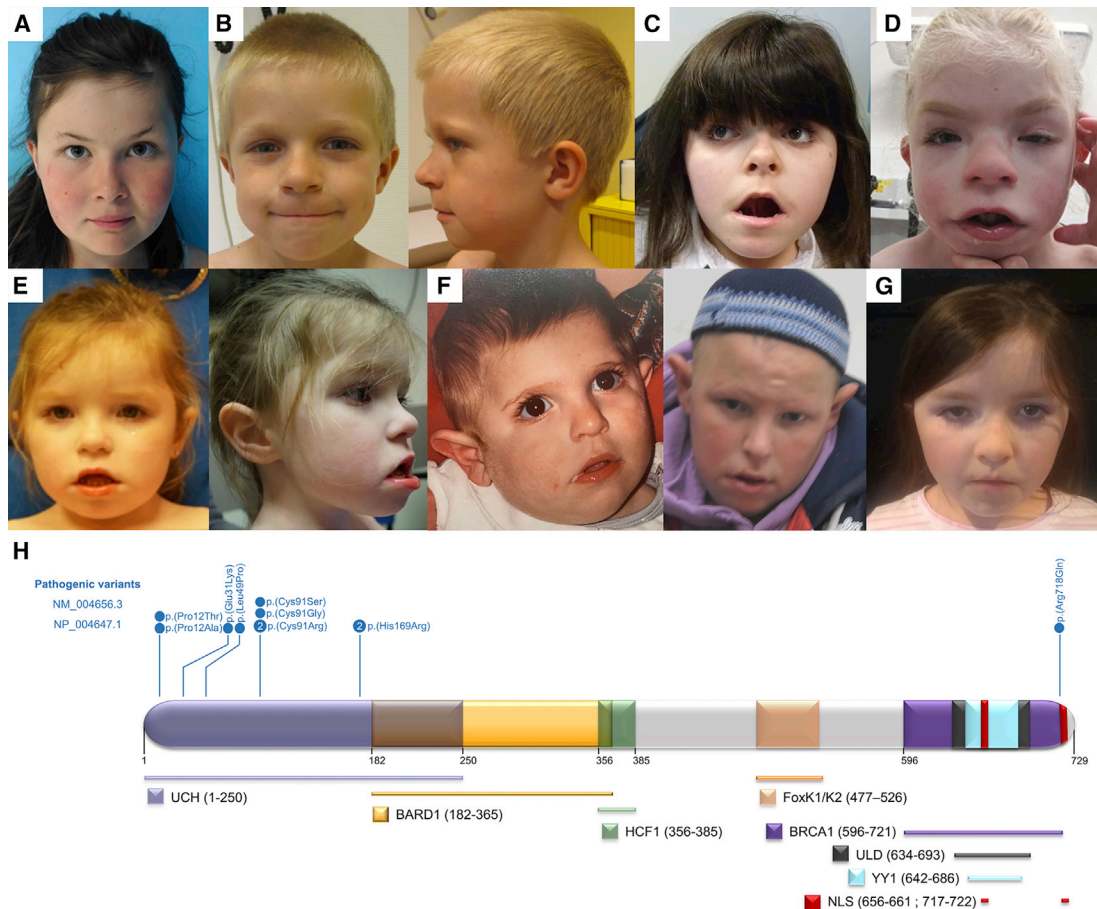 A
B
C
D
E
F
G
H
Pathogenic variants
NM_004656.3
NP_004647.1
p.(Pro12Thr)
p.(Pro12Ala)
p.(Glu31Lys)
p.(Leu49Pro)
p.(Cys91Ser)
p.(Cys91Gly)
2 p.(Cys91Arg)
2 p.(His169Arg)
p.(Arg718Gln)
1 182 250 356 385 596 729
UCH (1-250)
BARD1 (182-365)
HCF1 (356-385)
FoxK1/K2 (477–526)
BRCA1 (596-721)
ULD (634-693)
YY1 (642-686)
NLS (656-661 ; 717-722)